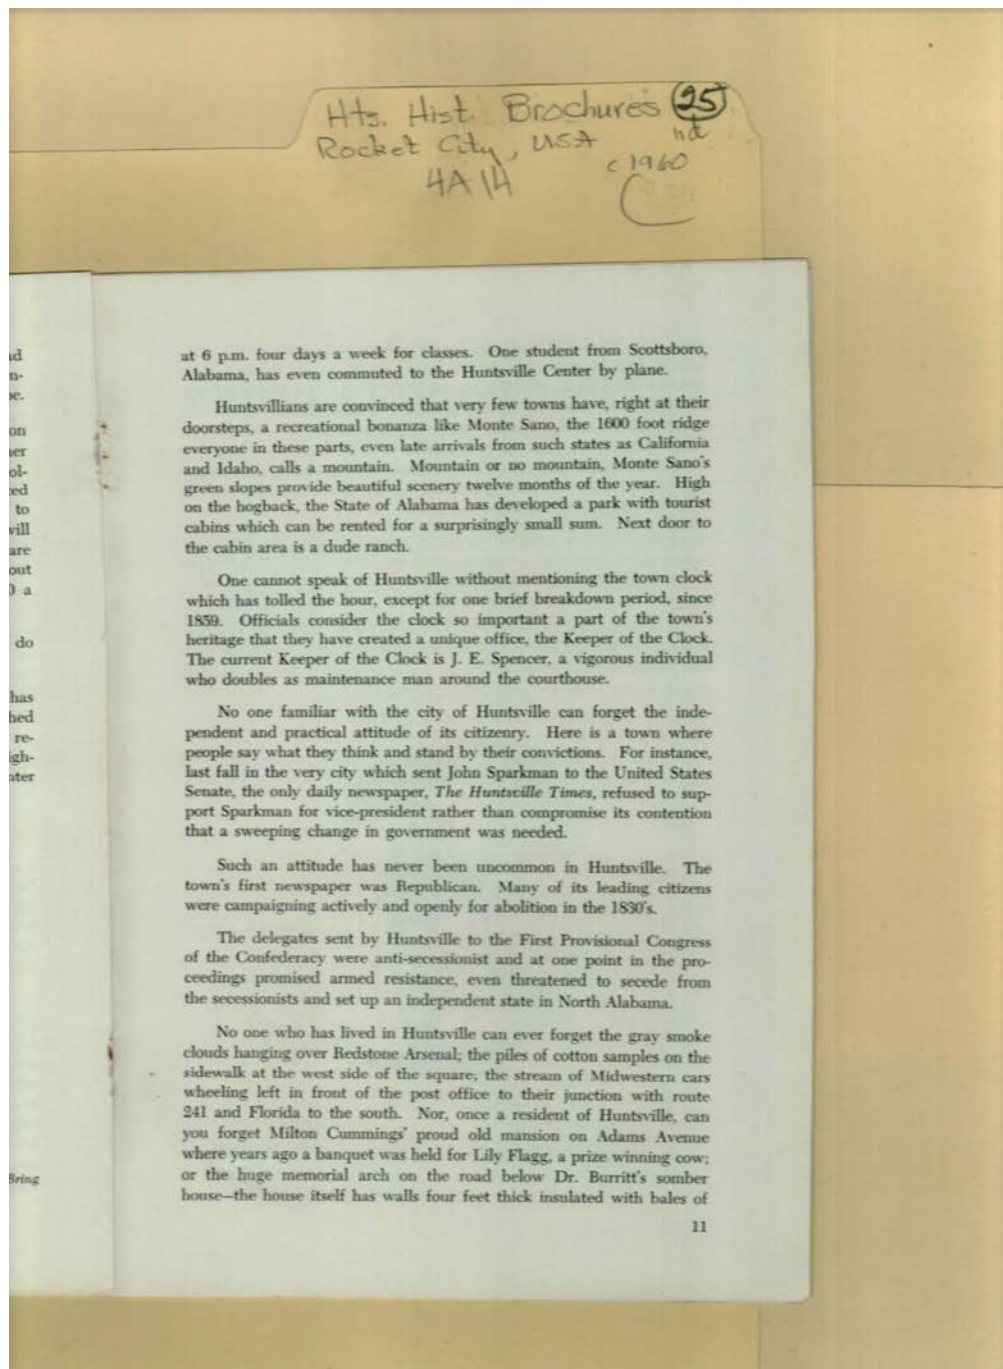 Hts. Hist Brochures 25
Rocket City, USA nd
4A 14 c 1960
at 6 p.m. four days a week for classes. One student from Scottsboro,
Alabama, has even commuted to the Huntsville Center by plane.
Huntsvillians are convinced that very few towns have, right at their
doorsteps, a recreational bonanza like Monte Sano, the 1600 foot ridge
everyone in these parts, even late arrivals from such states as California
and Idaho, calls a mountain. Mountain or no mountain, Monte Sano's
green slopes provide beautiful scenery twelve months of the year. High
on the hogback, the State of Alabama has developed a park with tourist
cabins which can be rented for a surprisingly small sum. Next door to
the cabin area is a dude ranch.
One cannot speak of Huntsville without mentioning the town clock
which has tolled the hour, except for one brief breakdown period, since
1859. Officials consider the clock so important a part of the town's
heritage that they have created a unique office, the Keeper of the Clock.
The current Keeper of the Clock is J. E. Spencer, a vigorous individual
who doubles as maintenance man around the courthouse.
No one familiar with the city of Huntsville can forget the inde-
pendent and practical attitude of its citizenry. Here is a town where
people say what they think and stand by their convictions. For instance,
last fall in the very city which sent John Sparkman to the United States
Senate, the only daily newspaper, The Huntsville Times, refused to sup-
port Sparkman for vice-president rather than compromise its contention
that a sweeping change in government was needed.
Such an attitude has never been uncommon in Huntsville. The
town's first newspaper was Republican. Many of its leading citizens
were campaigning actively and openly for abolition in the 1830's.
The delegates sent by Huntsville to the First Provisional Congress
of the Confederacy were anti-secessionist and at one point in the pro-
ceedings promised armed resistance, even threatened to secede from
the secessionists and set up an independent state in North Alabama.
No one who has lived in Huntsville can ever forget the gray smoke
clouds hanging over Redstone Arsenal; the piles of cotton samples on the
sidewalk at the west side of the square; the stream of Midwestern cars
wheeling left in front of the post office to their junction with route
241 and Florida to the south. Nor, once a resident of Huntsville, can
you forget Milton Cummings' proud old mansion on Adams Avenue
where years ago a banquet was held for Lily Flagg, a prize winning cow;
or the huge memorial arch on the road below Dr. Burritt's somber
house—the house itself has walls four feet thick insulated with bales of
11